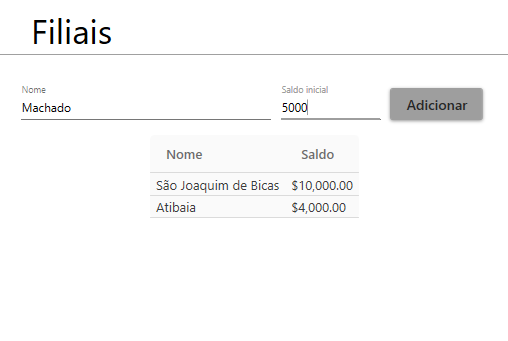 Filiais
Nome Saldo inicial
Machado 5000 Adicionar
Nome Saldo
São Joaquim de Bicas $10,000.00
Atibaia $4,000.00